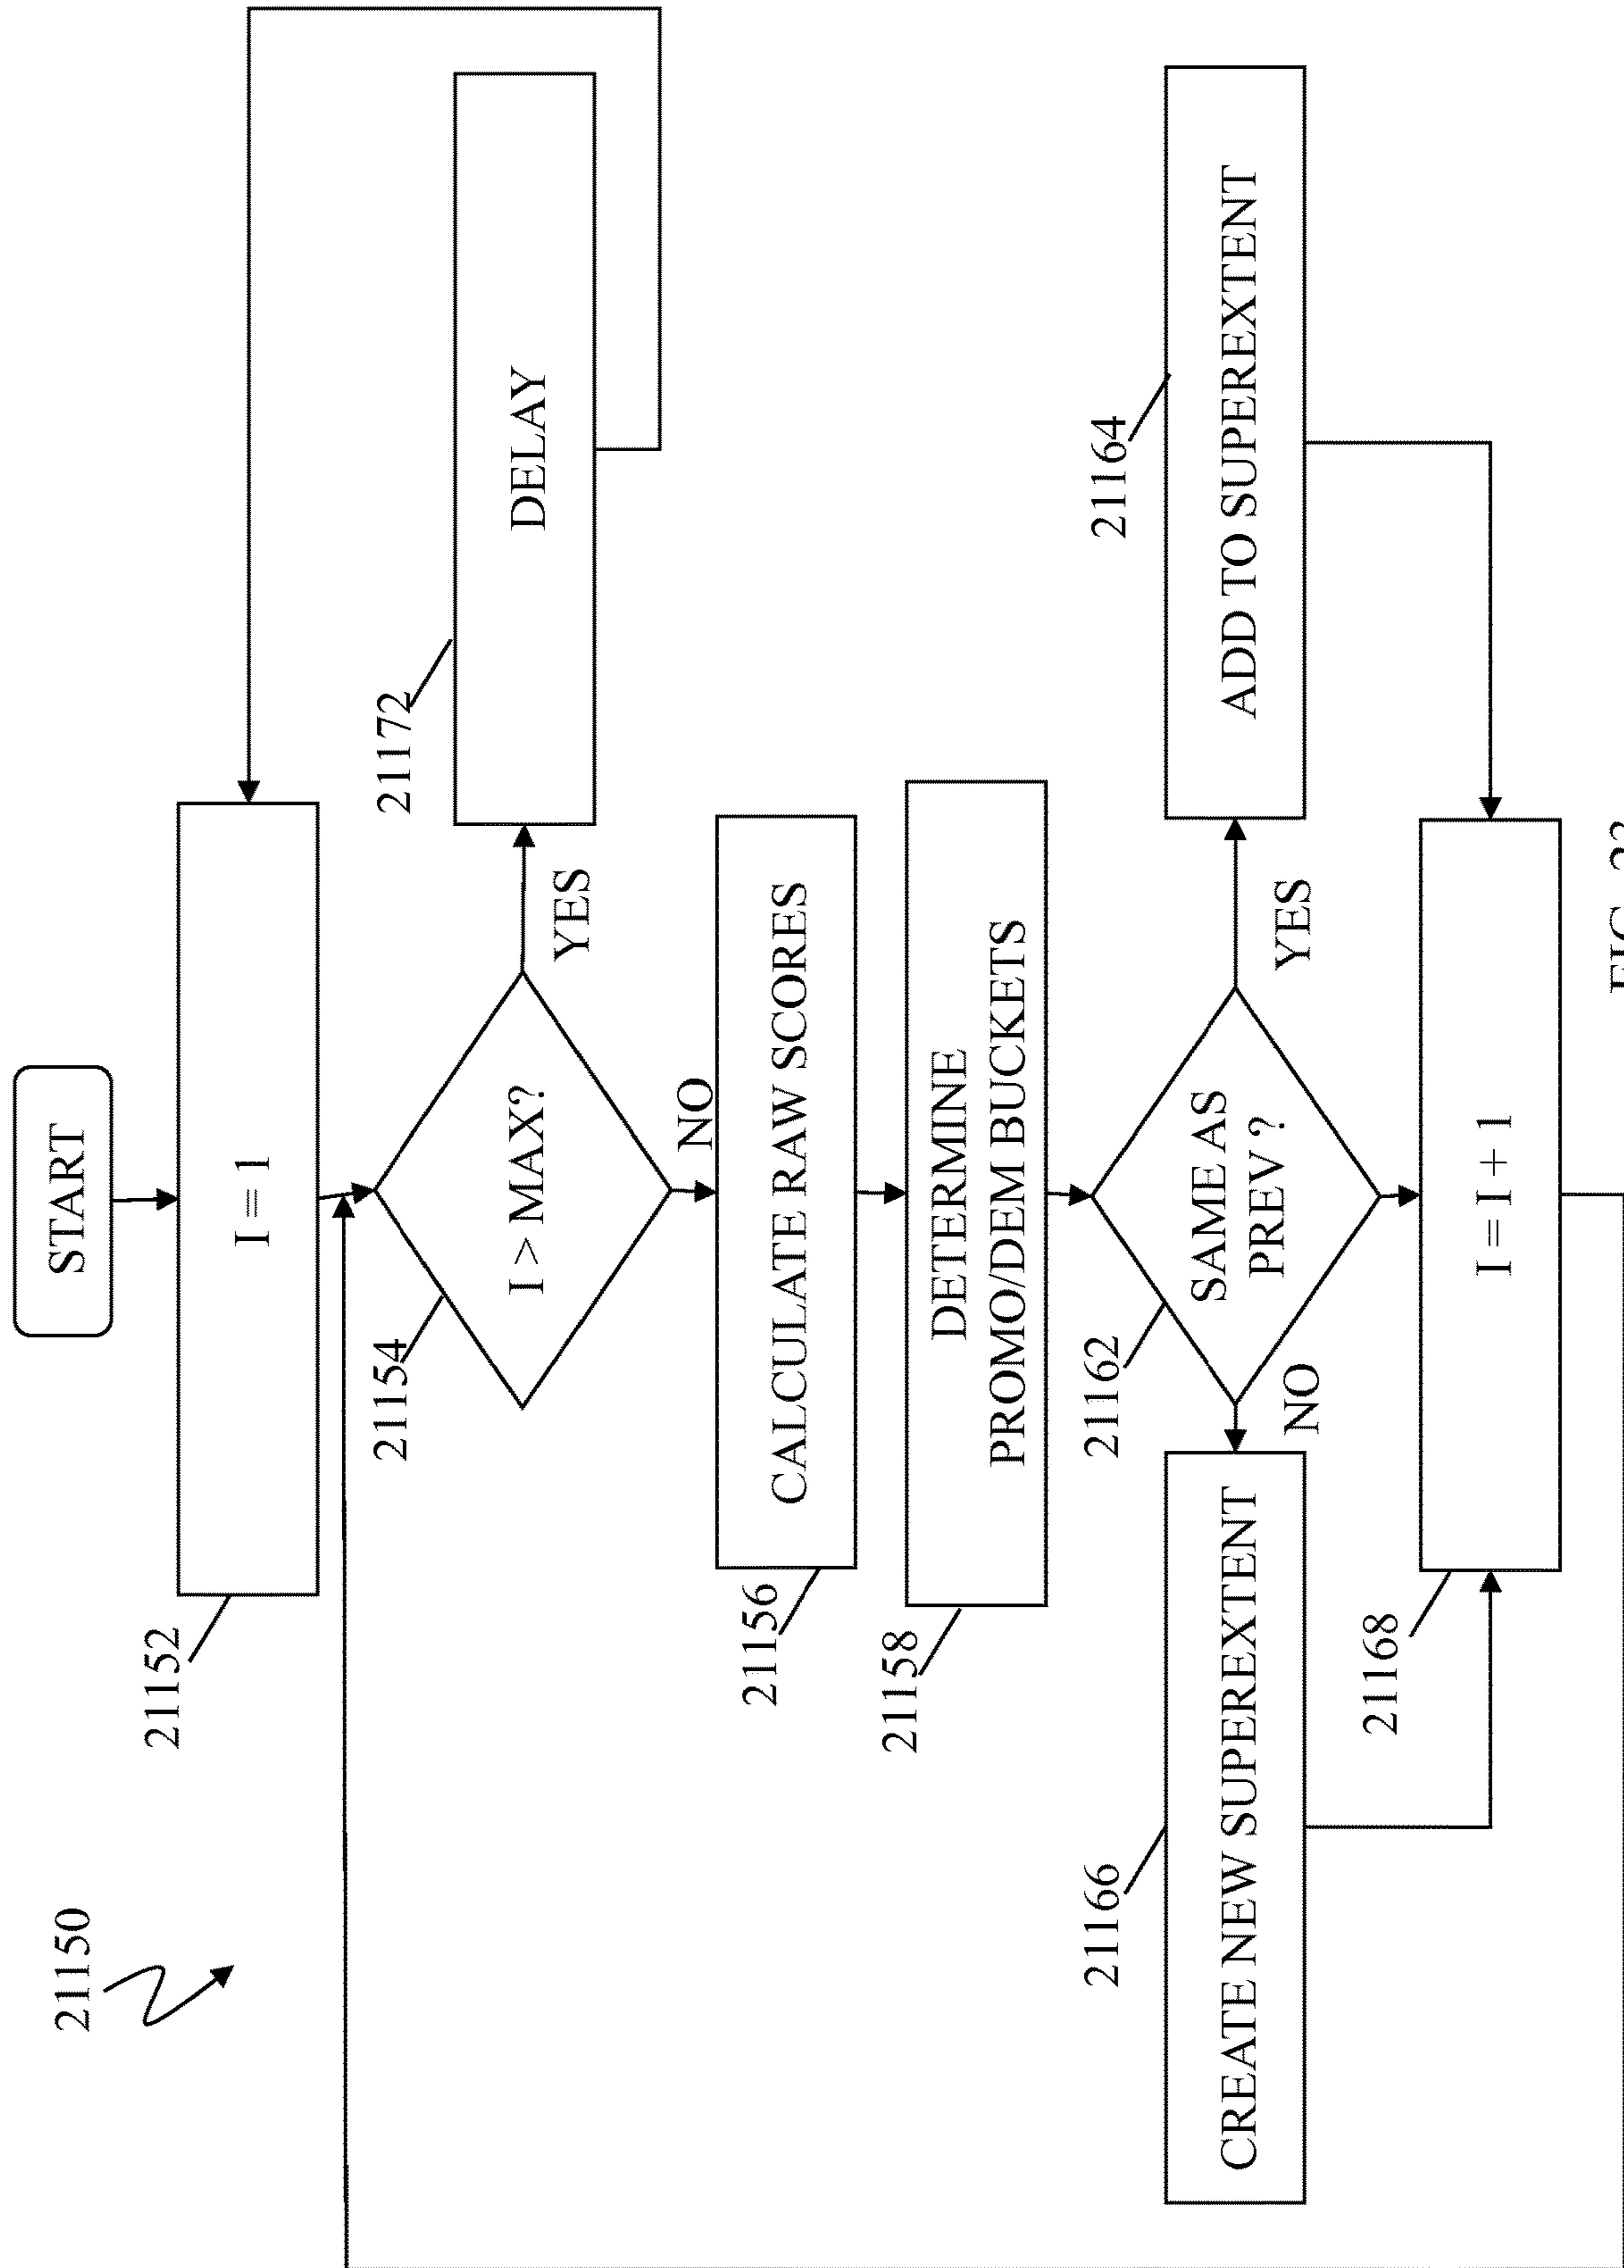 21150
START
21152
I = 1
21154
I > MAX?
YES
21172
DELAY
NO
21156
CALCULATE RAW SCORES
21158
DETERMINE
PROMO/DEM BUCKETS
21162
SAME AS
PREV ?
YES
21164
ADD TO SUPEREXTENT
NO
21166
CREATE NEW SUPEREXTENT
21168
I = I + 1